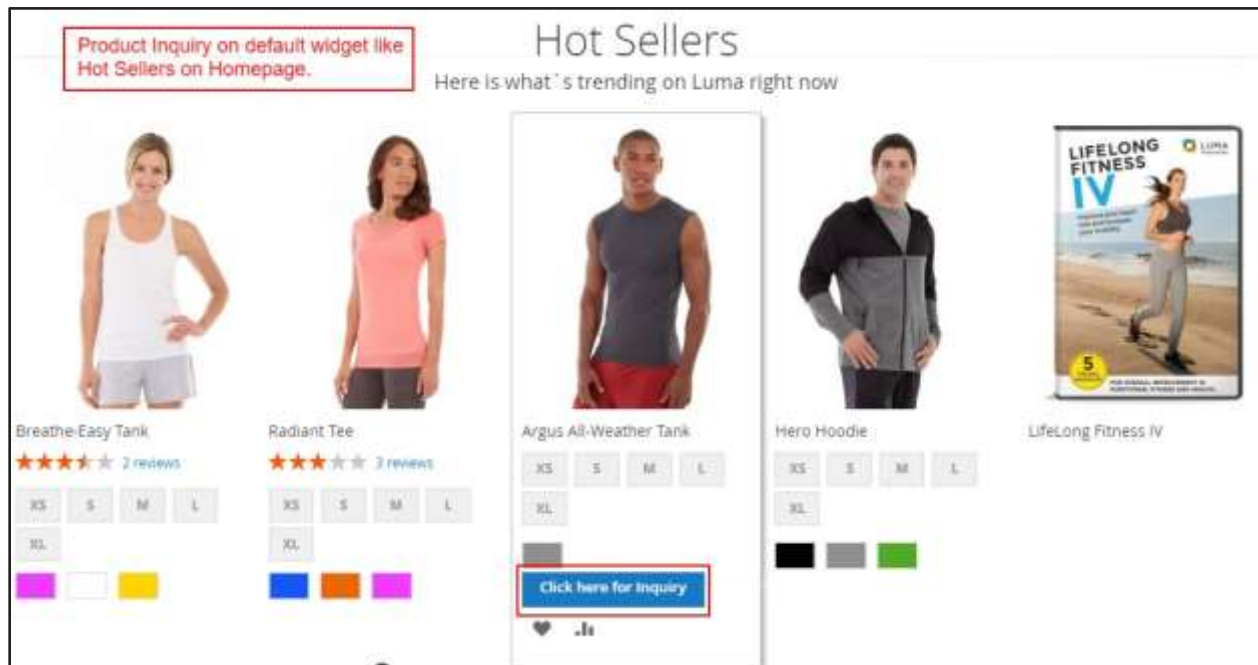 Product Inquiry on default widget like
Hot Sellers on Homepage.
Hot Sellers
Here is what`s trending on Luma right now
LIFELONG
FITNESS
IV
LUMA
5
Breathe-Easy Tank
2 reviews
XS S M L
XL
Radiant Tee
3 reviews
XS S M L
XL
Argus All-Weather Tank
XS S M L
XL
Click here for Inquiry
Hero Hoodie
XS S M L
XL
LifeLong Fitness IV